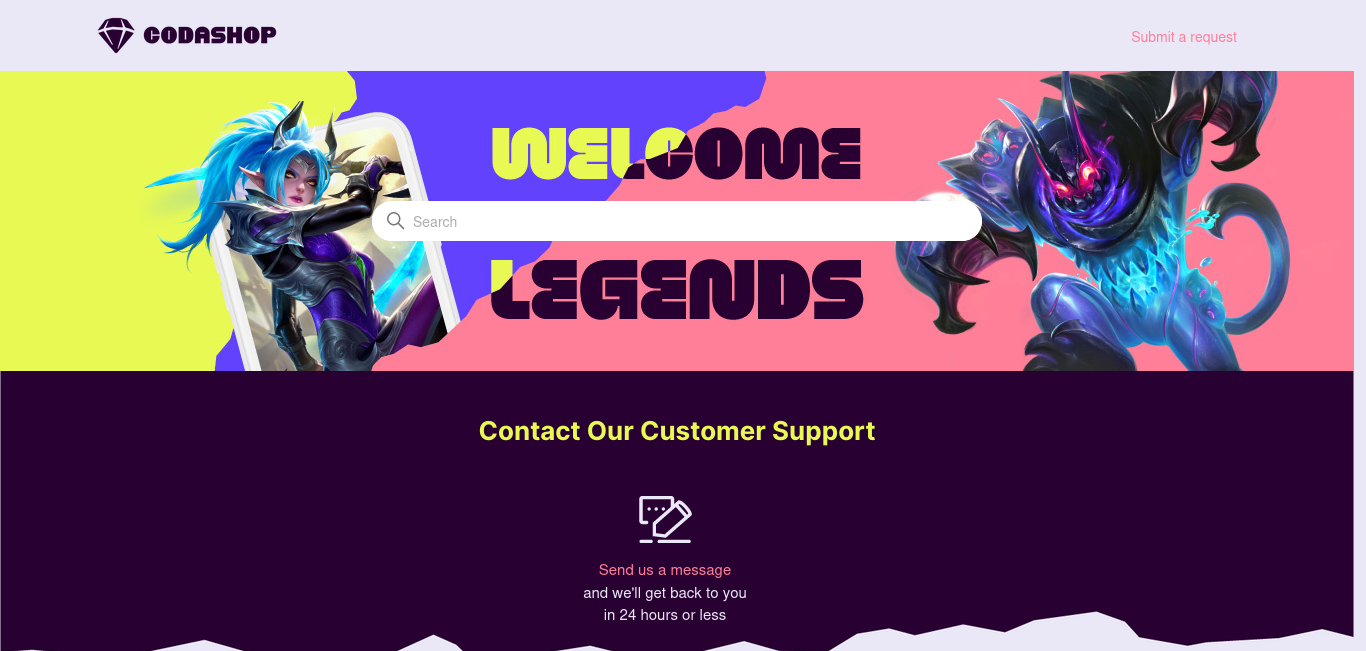 CODASHOP
Submit a request
WELCOME
Search
LEGENDS
Contact Our Customer Support
Send us a message
and we'll get back to you
in 24 hours or less